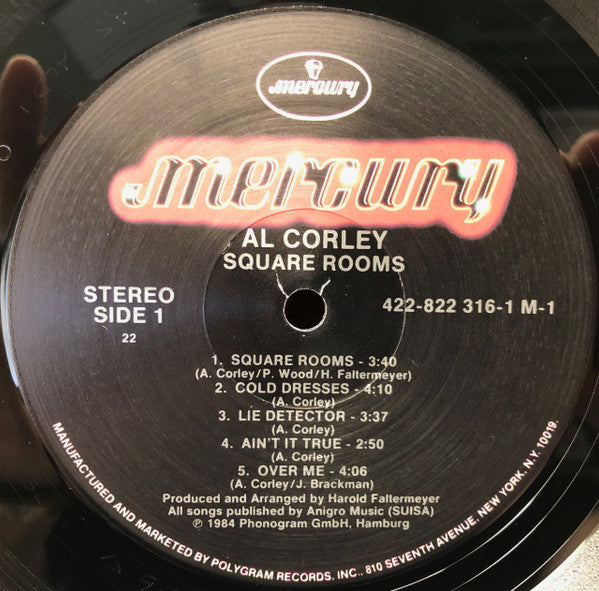 mercury
mercury
AL CORLEY
SQUARE ROOMS
STEREO
SIDE 1
22
422-822 316-1 M-1
1. SQUARE ROOMS - 3:40
(A. Corley/P. Wood/H. Faltermeyer)
2. COLD DRESSES - 4:10
(A. Corley)
3. LIE DETECTOR - 3:37
(A. Corley)
4. AIN'T IT TRUE - 2:50
(A. Corley)
5. OVER ME - 4:06
(A. Corley/J. Brackman)
Produced and Arranged by Harold Faltermeyer
All songs published by Anigro Music (SUISA)
℗ 1984 Phonogram GmbH, Hamburg
MANUFACTURED AND MARKETED BY POLYGRAM RECORDS, INC., 810 SEVENTH AVENUE, NEW YORK, N.Y. 10019.